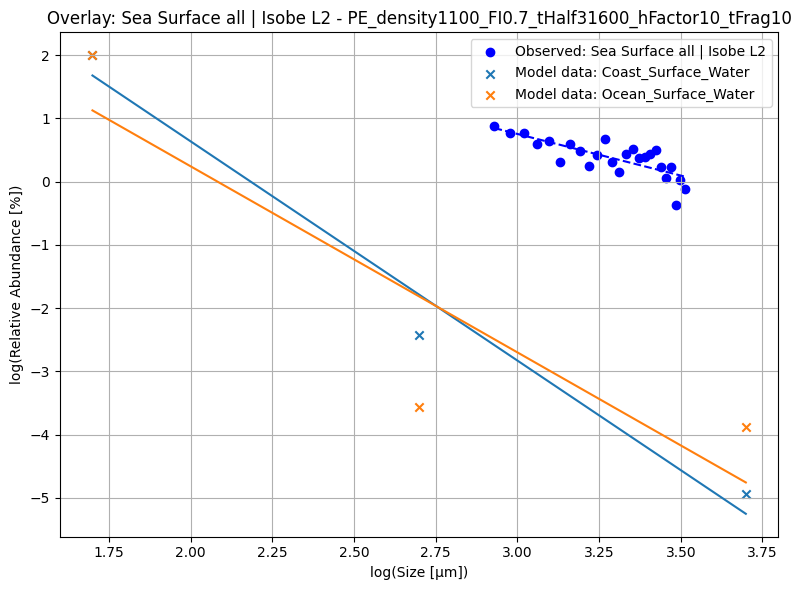 Overlay: Sea Surface all | Isobe L2 - PE_density1100_FI0.7_tHalf31600_hFactor10_tFrag10
Observed: Sea Surface all | Isobe L2
Model data: Coast_Surface_Water
Model data: Ocean_Surface_Water
log(Relative Abundance [%])
2
1
0
−1
−2
−3
−4
−5
1.75 2.00 2.25 2.50 2.75 3.00 3.25 3.50 3.75
log(Size [µm])